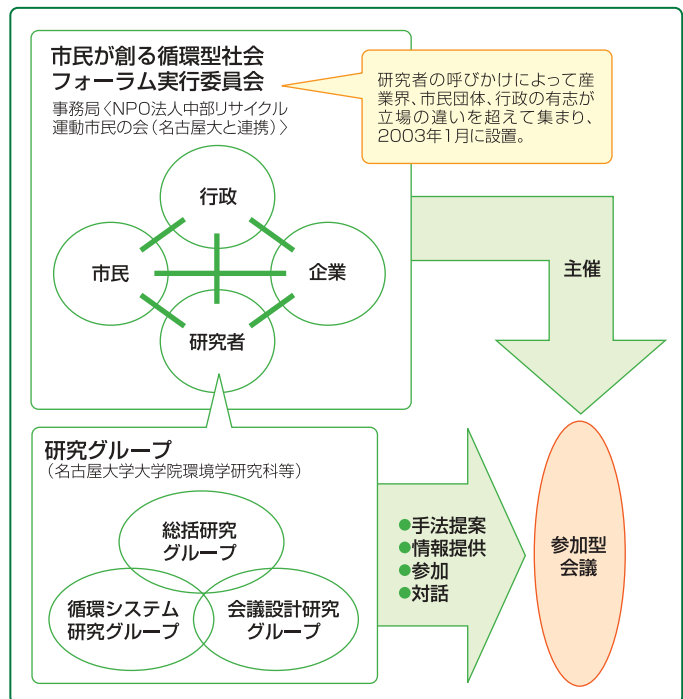 市民が創る循環型社会
フォーラム実行委員会
事務局〈NPO法人中部リサイクル
運動市民の会(名古屋大と連携)〉
研究者の呼びかけによって産
業界、市民団体、行政の有志が
立場の違いを超えて集まり、
2003年1月に設置。
行政
市民
企業
研究者
主催
研究グループ
(名古屋大学大学院環境学研究科等)
総括研究
グループ
循環システム
研究グループ
会議設計研究
グループ
●手法提案
●情報提供
●参加
●対話
参加型
会議